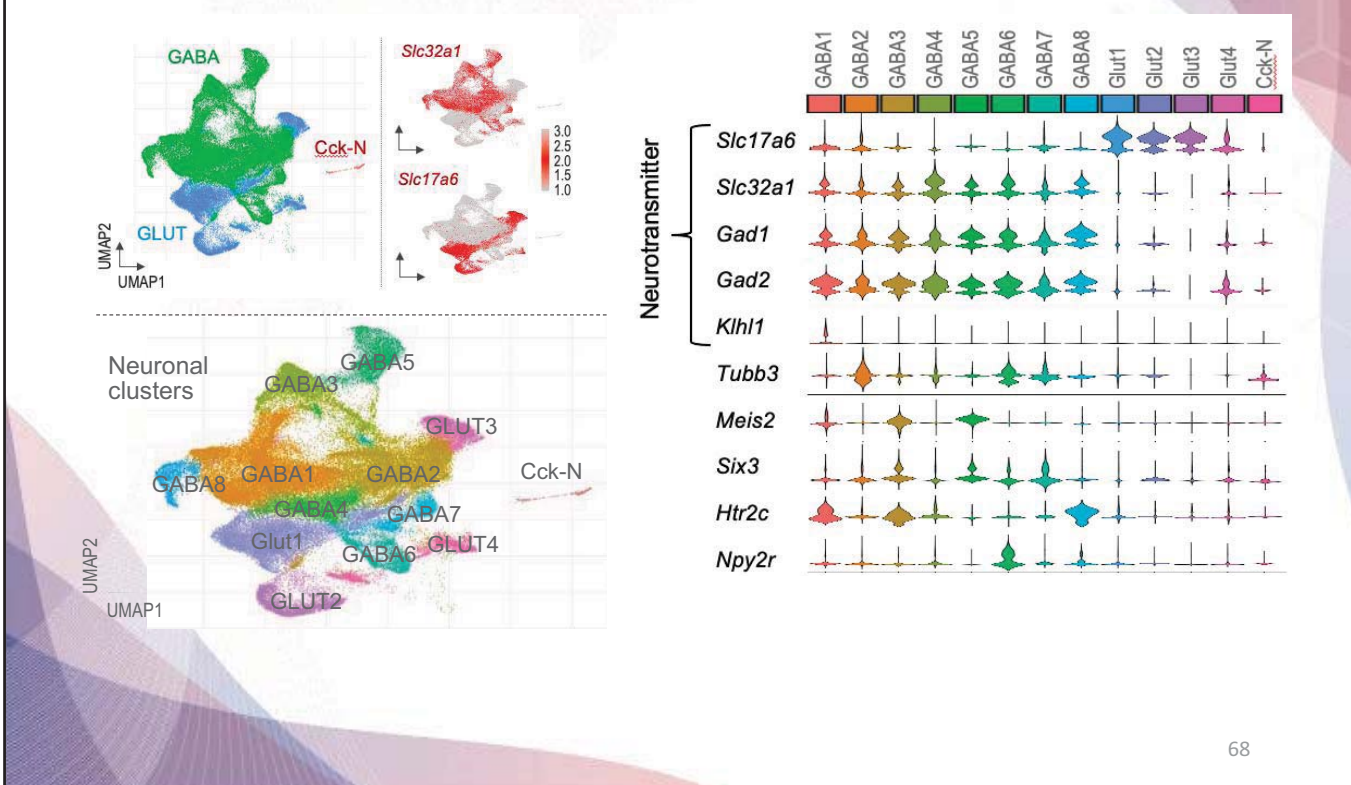 GABA
Cck-N
GLUT
UMAP2
UMAP1
Slc32a1
3.0
2.5
2.0
1.5
1.0
Slc17a6
Neuronal
clusters
GABA5
GABA3
GLUT3
GABA1
GABA2
Cck-N
GABA8
GABA4
GABA7
Glut1
GABA6
GLUT4
GLUT2
UMAP2
UMAP1
GABA1
GABA2
GABA3
GABA4
GABA5
GABA6
GABA7
GABA8
Glut1
Glut2
Glut3
Glut4
Cck-N
Neurotransmitter
Slc17a6
Slc32a1
Gad1
Gad2
Klhl1
Tubb3
Meis2
Six3
Htr2c
Npy2r
68